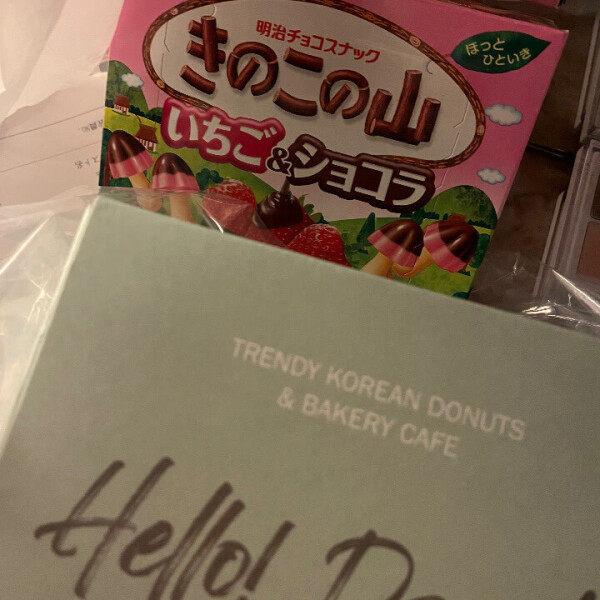 明治チョコスナック
きのこの山
いちご&ショコラ
ほっと
ひといき
TRENDY KOREAN DONUTS
& BAKERY CAFE
Hello!